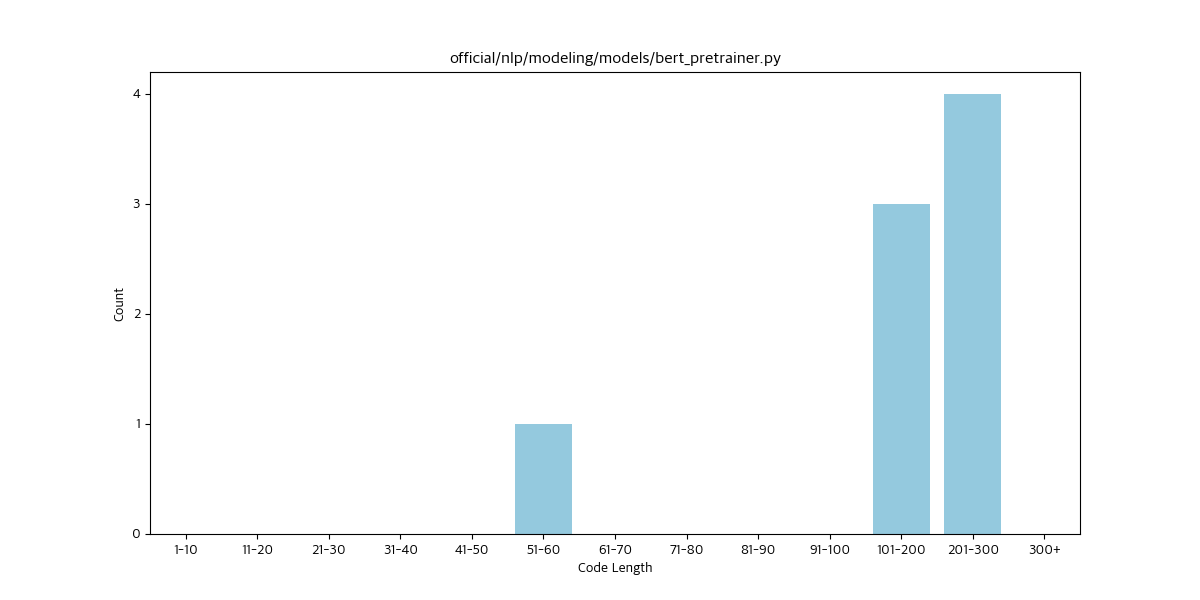 official/nlp/modeling/models/bert_pretrainer.py
4
3
2
1
0
Count
1-10 11-20 21-30 31-40 41-50 51-60 61-70 71-80 81-90 91-100 101-200 201-300 300+
Code Length